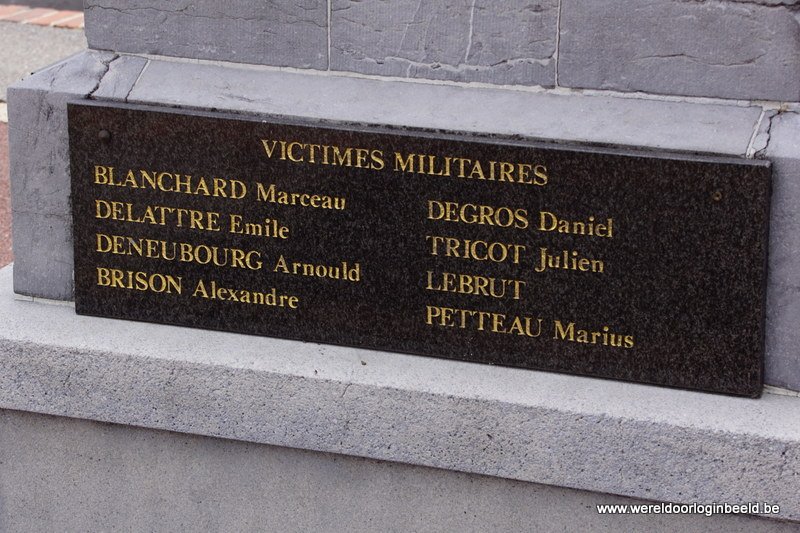 VICTIMES MILITAIRES
BLANCHARD Marceau
DELATTRE Emile
DENEUBOURG Arnould
BRISON Alexandre
DEGROS Daniel
TRICOT Julien
LEBRUT
PETTEAU Marius
www.wereldoorloginbeeld.be